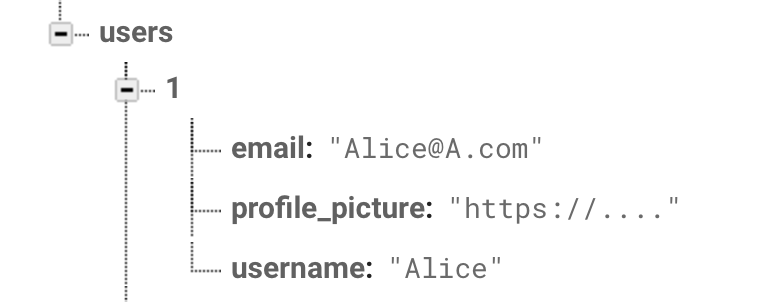 users
1
email: "Alice@A.com"
profile_picture: "https://...."
username: "Alice"